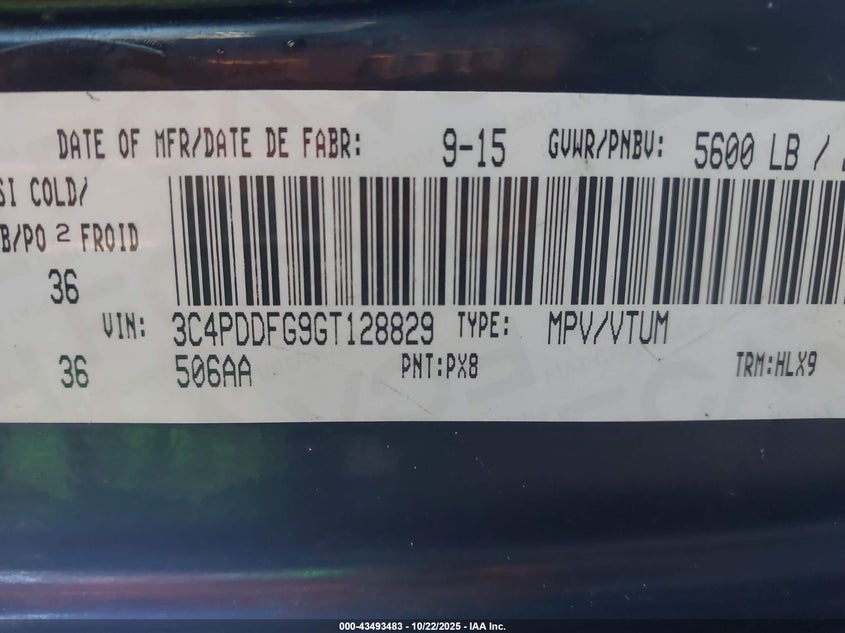 DATE OF MFR/DATE DE FABR: 9-15 GVWR/PNBV: 5600 LB /
SI COLD/
B/PO 2 FROID
36
VIN: 3C4PDDFG9GT128829 TYPE: MPV/VTUM
36 506AA PNT:PX8 TRM:HLX9
000-43493483 - 10/22/2025 - IAA Inc.